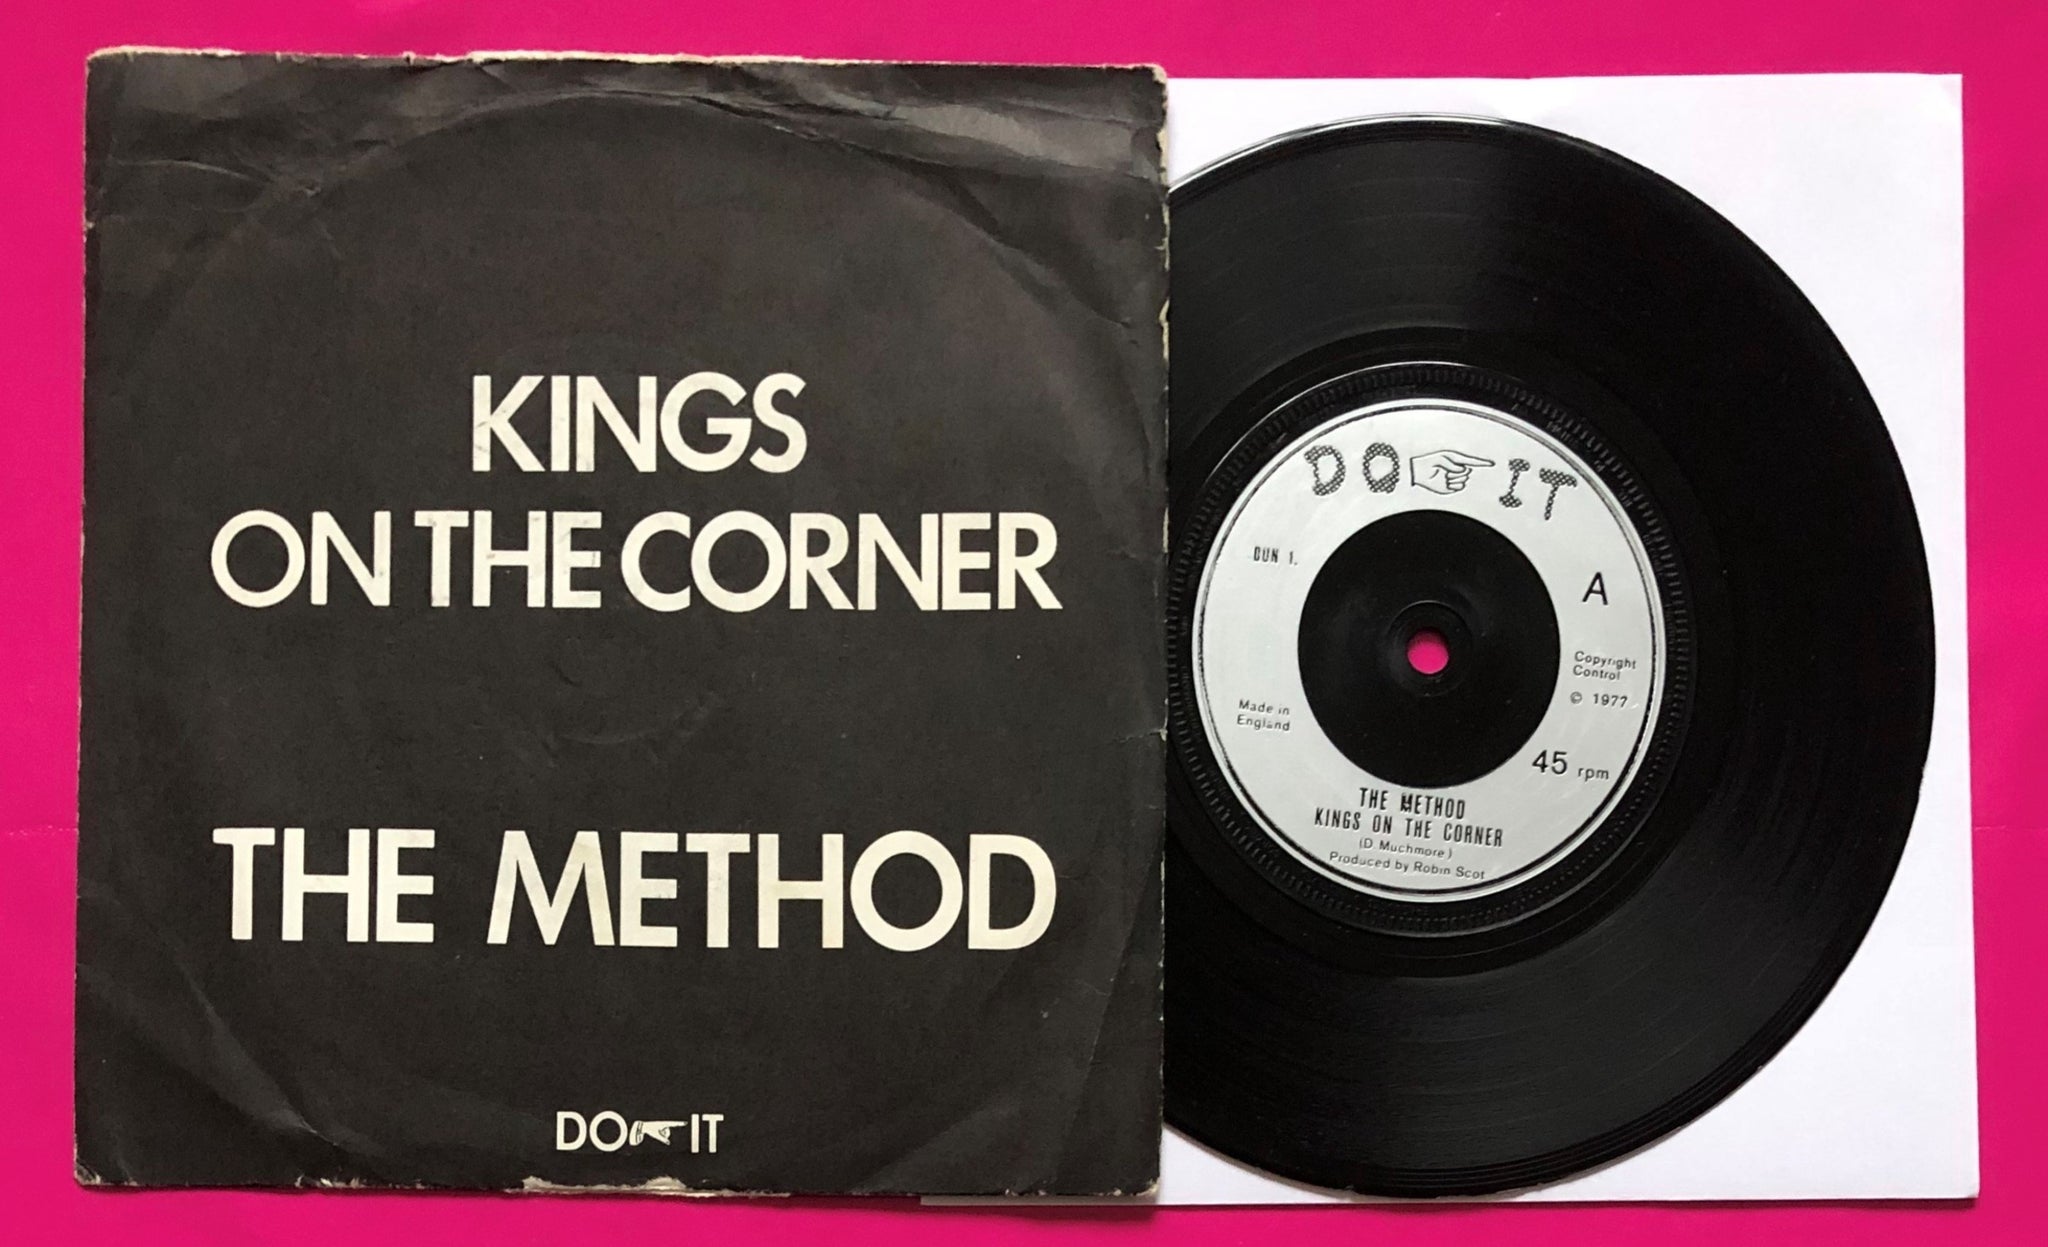 KINGS
ON THE CORNER
THE METHOD
DO IT
DO IT
DUN 1.
A
Copyright
Control
© 1977
Made in
England
45 rpm
THE METHOD
KINGS ON THE CORNER
(D. Muchmore)
Produced by Robin Scot